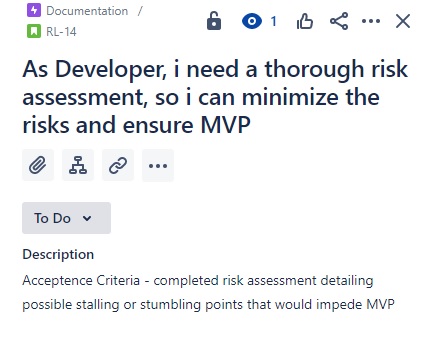 Documentation /
RL-14
1
As Developer, i need a thorough risk
assessment, so i can minimize the
risks and ensure MVP
To Do
Description
Acceptence Criteria - completed risk assessment detailing
possible stalling or stumbling points that would impede MVP